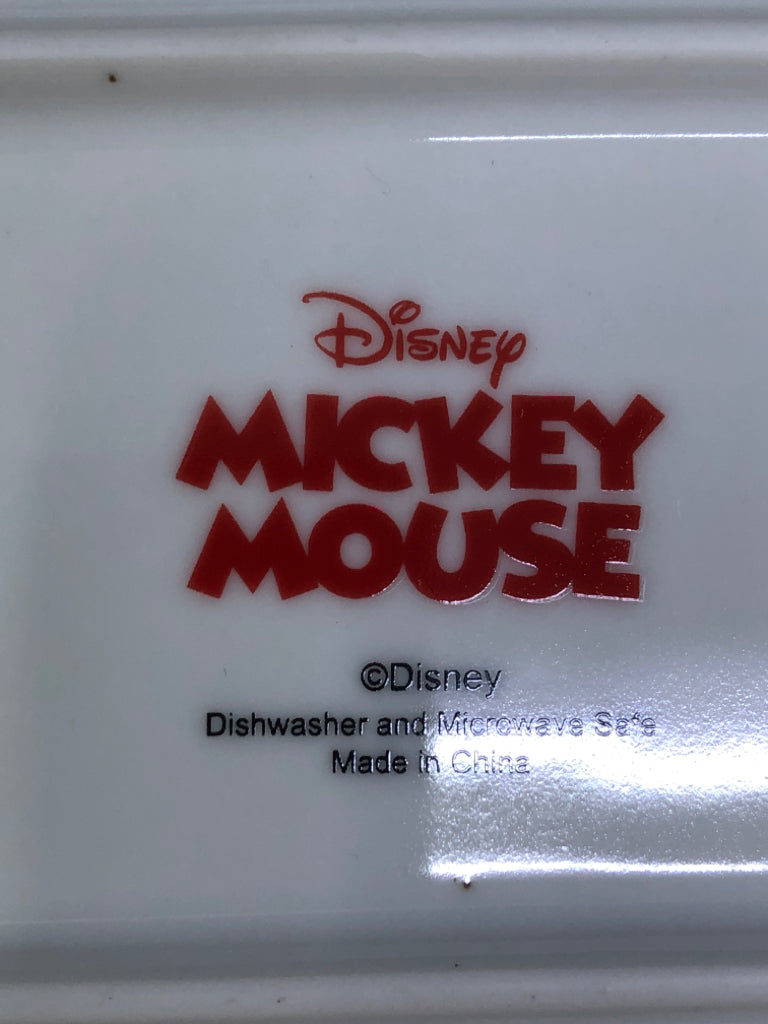 Disney
MICKEY
MOUSE
©Disney
Dishwasher and Microwave Safe
Made in China